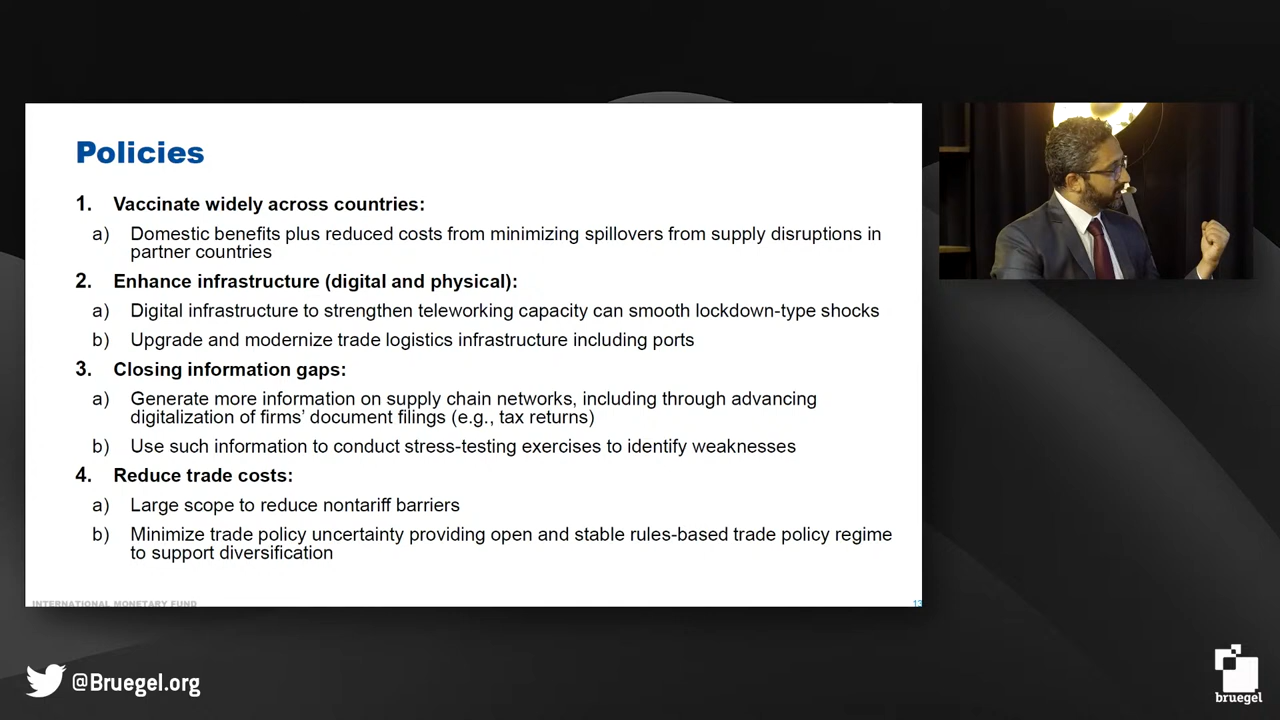 Policies
1. Vaccinate widely across countries:
a) Domestic benefits plus reduced costs from minimizing spillovers from supply disruptions in
partner countries
2. Enhance infrastructure (digital and physical):
a) Digital infrastructure to strengthen teleworking capacity can smooth lockdown-type shocks
b) Upgrade and modernize trade logistics infrastructure including ports
3. Closing information gaps:
a) Generate more information on supply chain networks, including through advancing
digitalization of firms’ document filings (e.g., tax returns)
b) Use such information to conduct stress-testing exercises to identify weaknesses
4. Reduce trade costs:
a) Large scope to reduce nontariff barriers
b) Minimize trade policy uncertainty providing open and stable rules-based trade policy regime
to support diversification
INTERNATIONAL MONETARY FUND
13
@Bruegel.org
bruegel